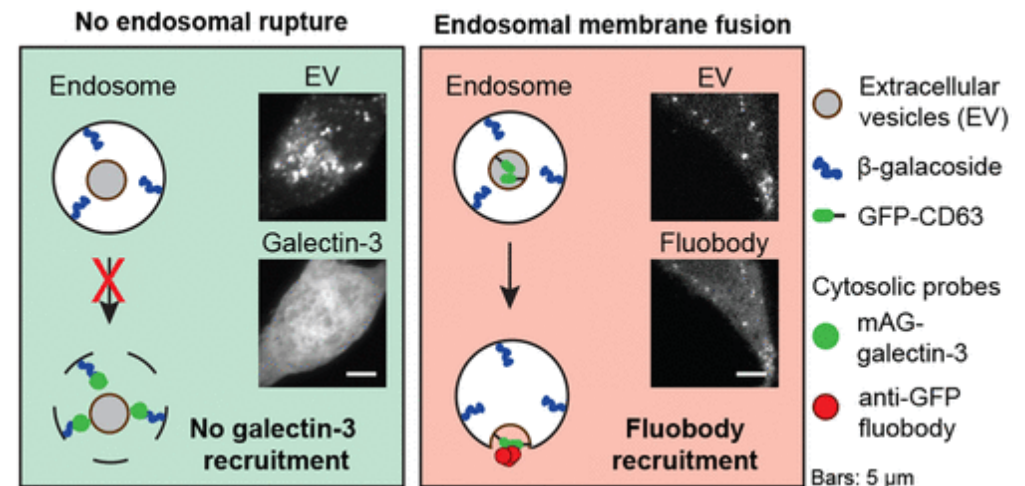 No endosomal rupture
Endosome
EV
Galectin-3
No galectin-3
recruitment
Endosomal membrane fusion
Endosome
EV
Fluobody
Fluobody
recruitment
Extracellular
vesicles (EV)
β-galacoside
GFP-CD63
Cytosolic probes
mAG-
galectin-3
anti-GFP
fluobody
Bars: 5 μm